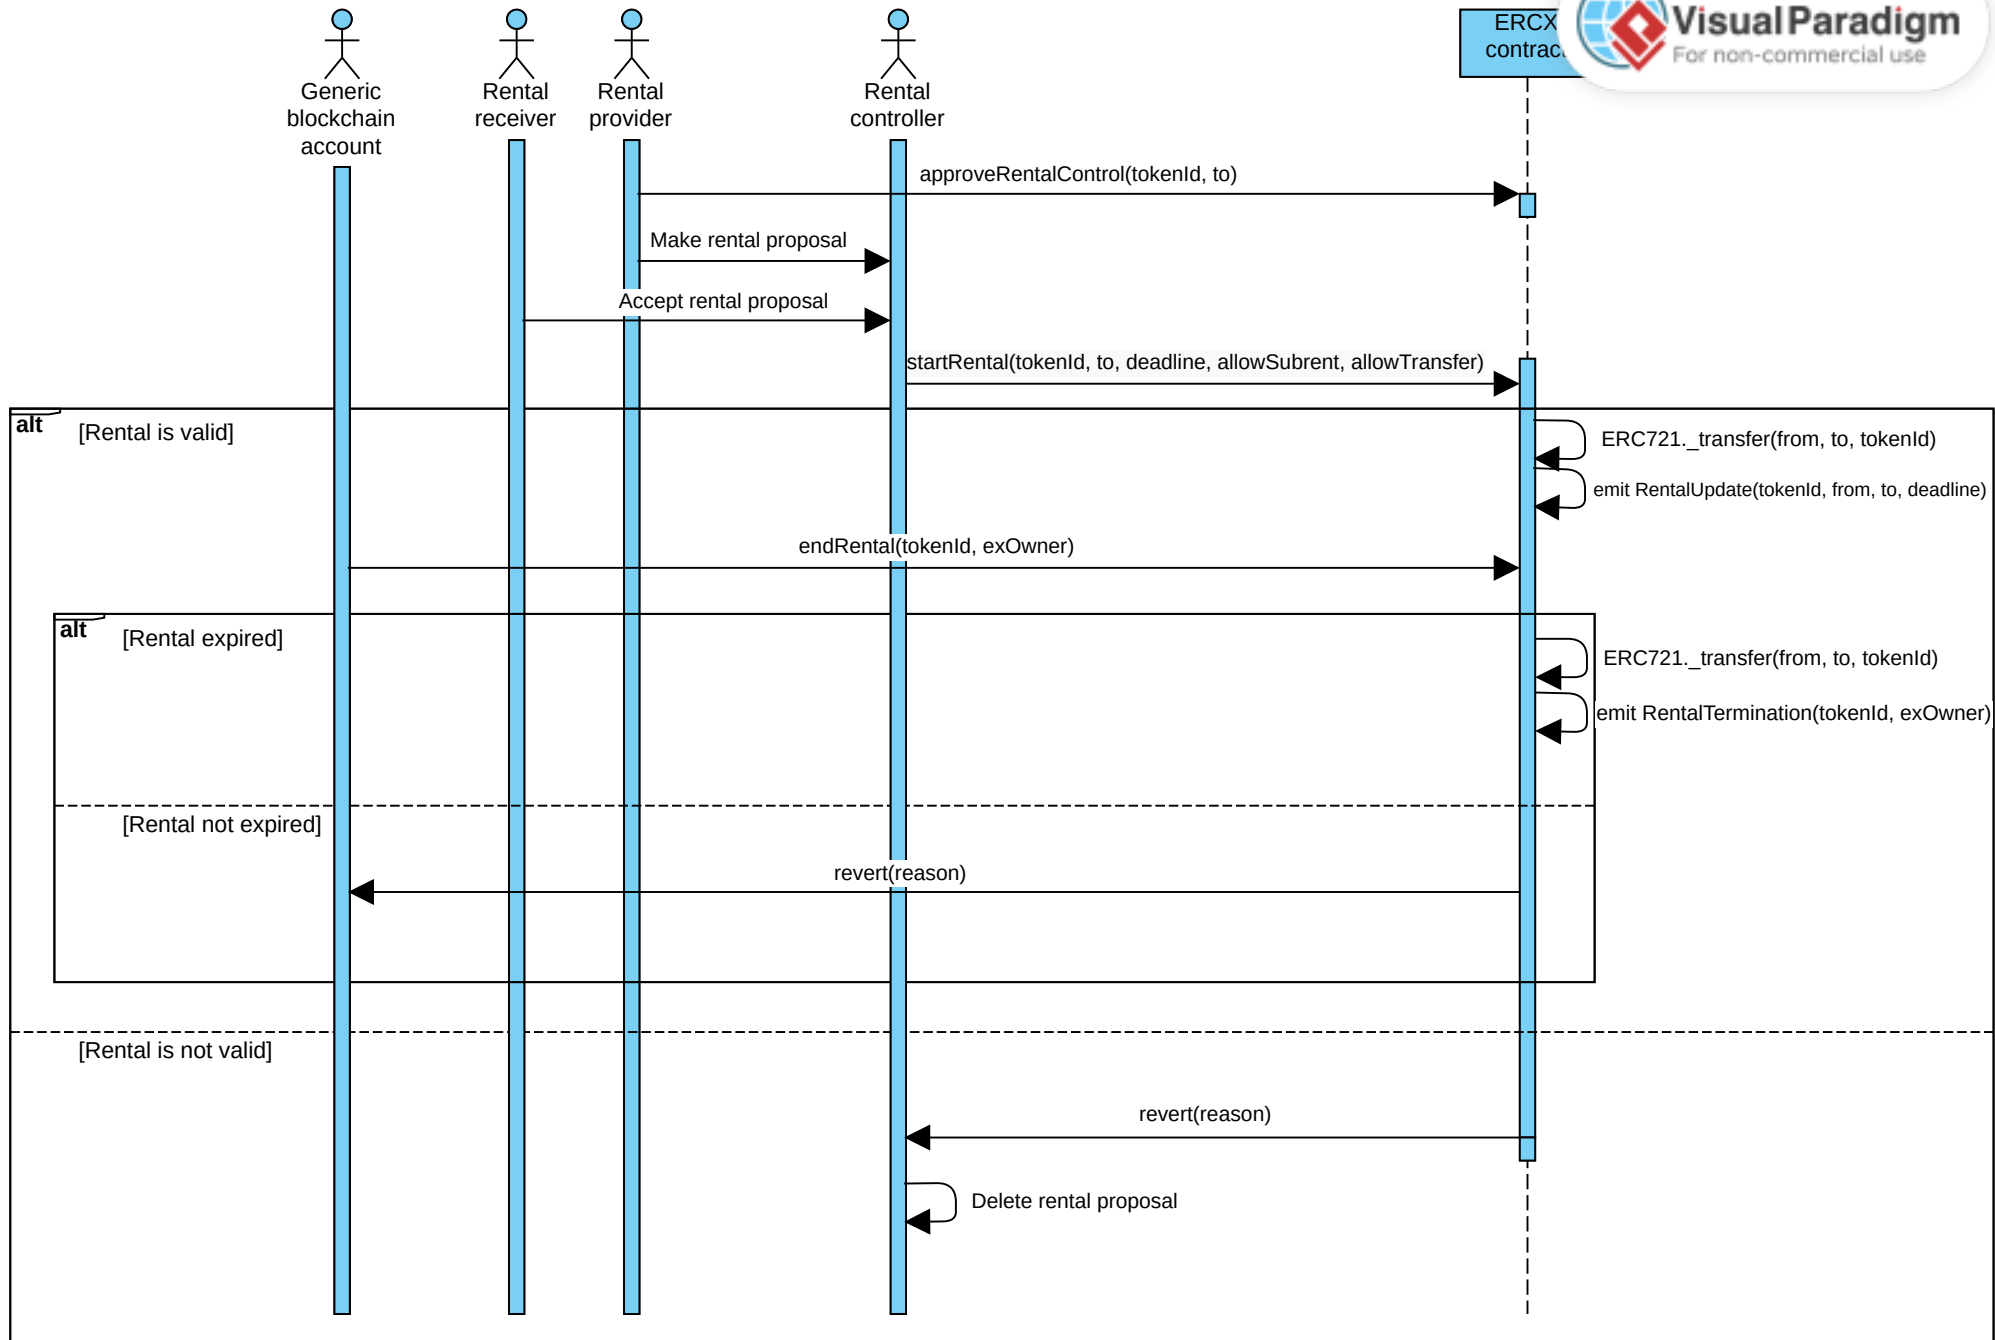 Generic
blockchain
account
Rental
receiver
Rental
provider
Rental
controller
ERCX
Visual Paradigm
For non-commercial use
approveRentalControl(tokenId, to)
Make rental proposal
Accept rental proposal
startRental(tokenId, to, deadline, allowSubrent, allowTransfer)
alt
[Rental is valid]
ERC721._transfer(from, to, tokenId)
emit RentalUpdate(tokenId, from, to, deadline)
endRental(tokenId, exOwner)
alt
[Rental expired]
ERC721._transfer(from, to, tokenId)
emit RentalTermination(tokenId, exOwner)
[Rental not expired]
revert(reason)
[Rental is not valid]
revert(reason)
Delete rental proposal